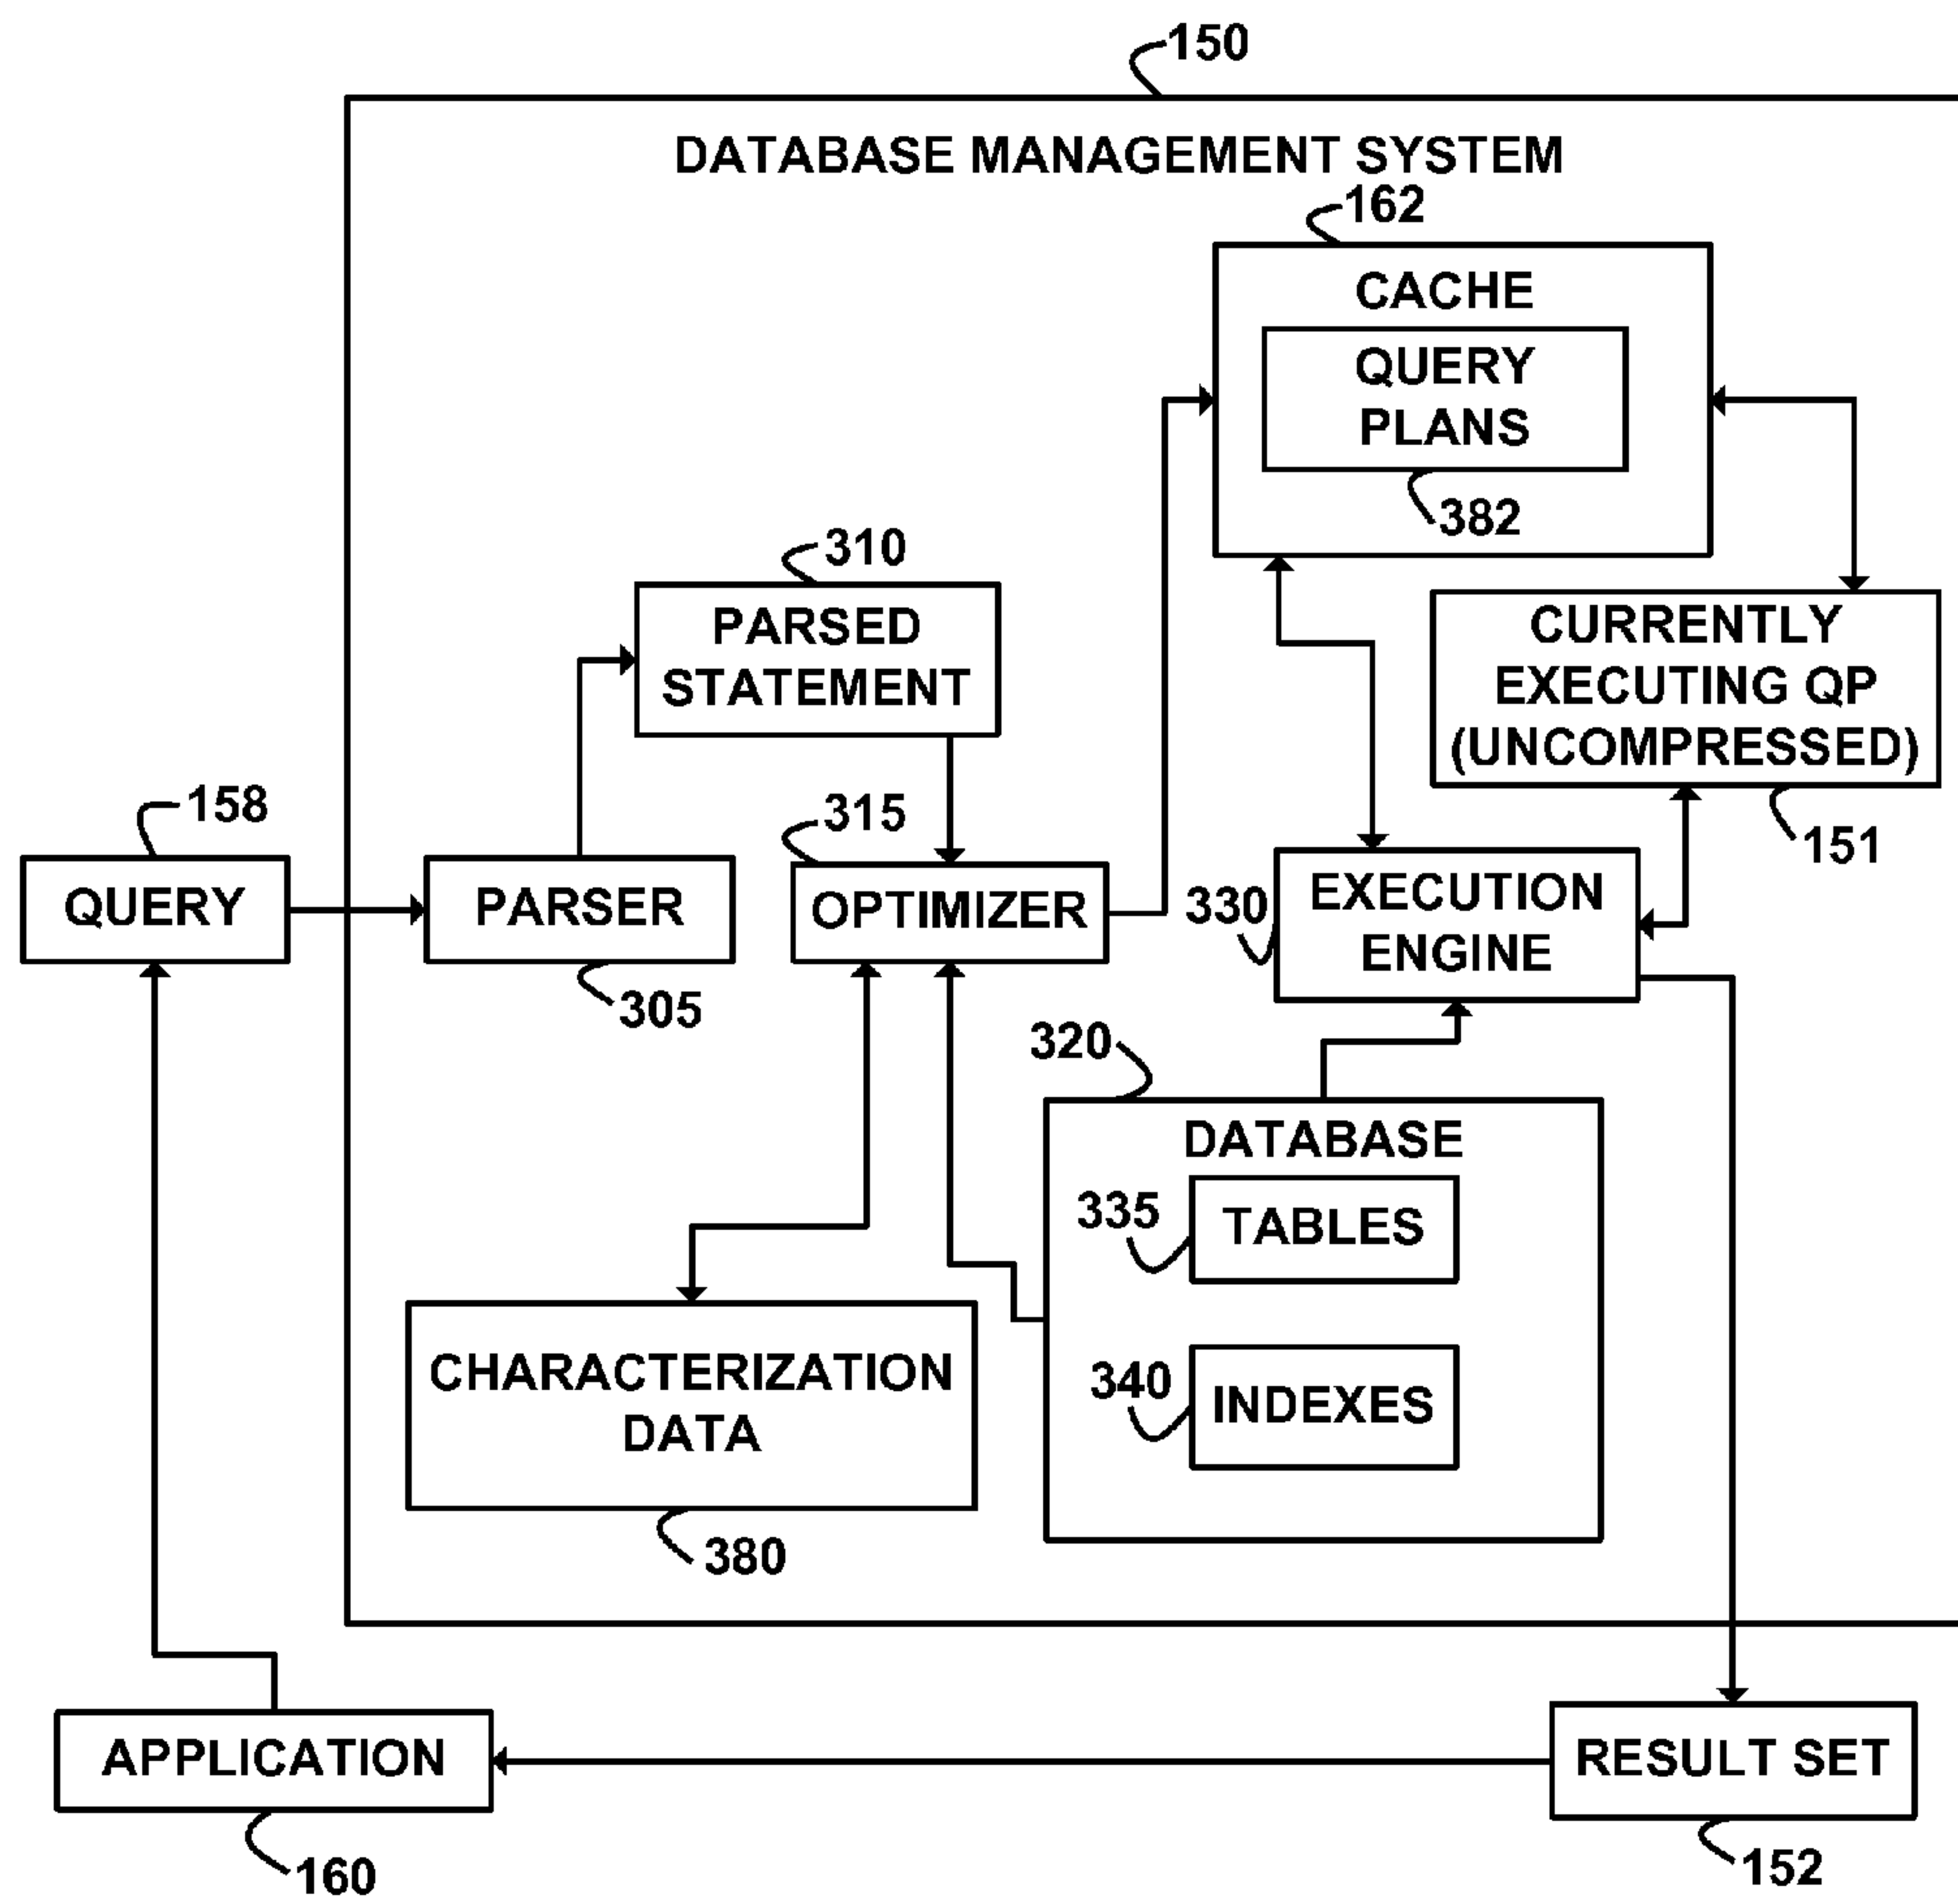 150
DATABASE MANAGEMENT SYSTEM
162
CACHE
QUERY
PLANS
382
310
PARSED
STATEMENT
CURRENTLY
EXECUTING QP
(UNCOMPRESSED)
151
158
QUERY
PARSER
305
315
OPTIMIZER
330
EXECUTION
ENGINE
320
DATABASE
335
TABLES
340
INDEXES
CHARACTERIZATION
DATA
380
APPLICATION
160
RESULT SET
152